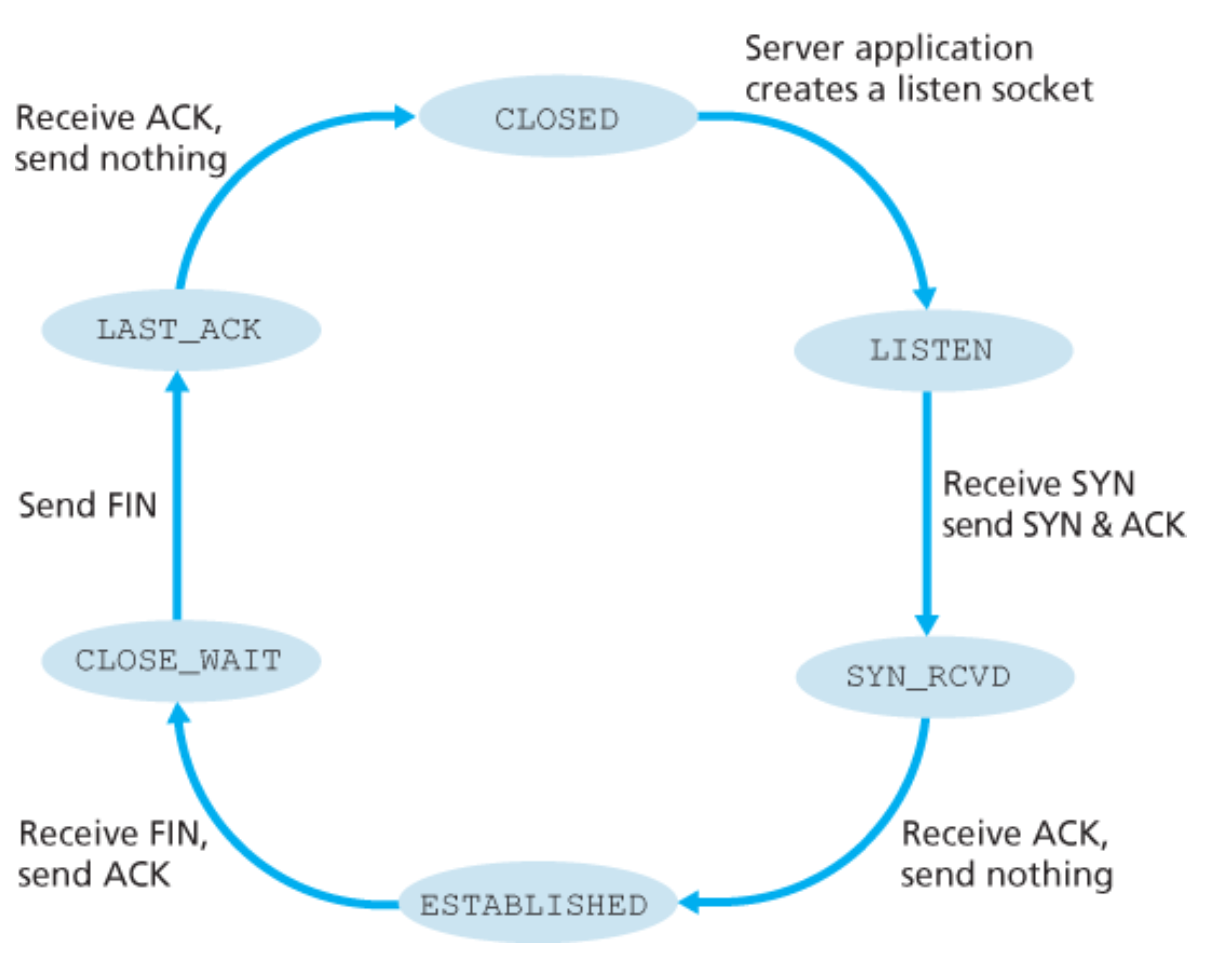 Server application
creates a listen socket
CLOSED
Receive ACK,
send nothing
LAST_ACK
LISTEN
Send FIN
Receive SYN
send SYN & ACK
CLOSE_WAIT
SYN_RCVD
Receive FIN,
send ACK
Receive ACK,
send nothing
ESTABLISHED